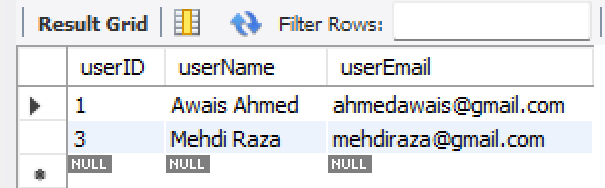 Result Grid Filter Rows:
userID userName userEmail
1 Awais Ahmed ahmedawais@gmail.com
3 Mehdi Raza mehdiraza@gmail.com
NULL NULL NULL